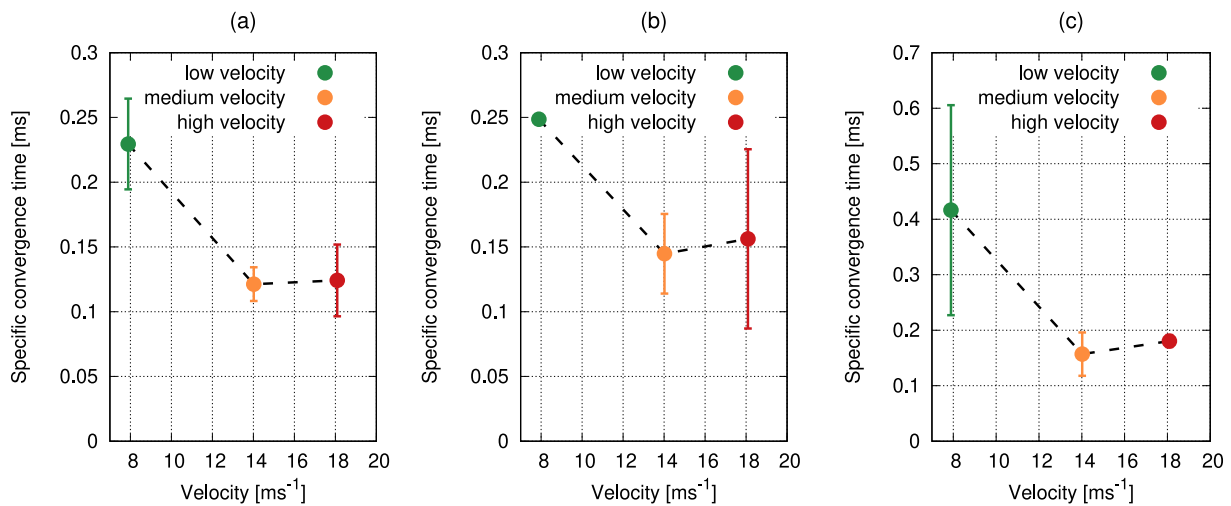 (a)
Specific convergence time [ms]
0.3
0.25
0.2
0.15
0.1
0.05
0
low velocity
medium velocity
high velocity
8 10 12 14 16 18 20
Velocity [ms⁻¹]
(b)
Specific convergence time [ms]
0.3
0.25
0.2
0.15
0.1
0.05
0
low velocity
medium velocity
high velocity
8 10 12 14 16 18 20
Velocity [ms⁻¹]
(c)
Specific convergence time [ms]
0.7
0.6
0.5
0.4
0.3
0.2
0.1
0
low velocity
medium velocity
high velocity
8 10 12 14 16 18 20
Velocity [ms⁻¹]